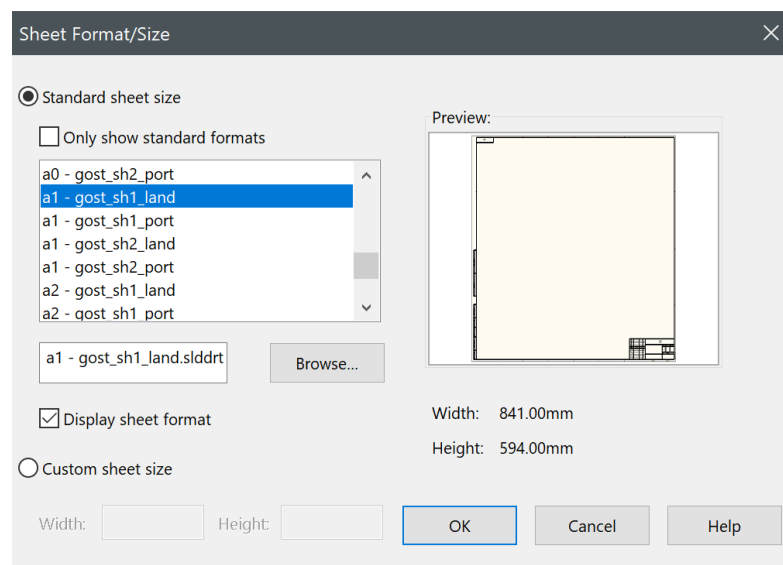 Sheet Format/Size
Standard sheet size
Only show standard formats
a0 - gost_sh2_port
a1 - gost_sh1_land
a1 - gost_sh1_port
a1 - gost_sh2_land
a1 - gost_sh2_port
a2 - gost_sh1_land
a2 - gost_sh1_port
a1 - gost_sh1_land.slddrt
Browse...
Display sheet format
Custom sheet size
Width:
Height:
Preview:
Width: 841.00mm
Height: 594.00mm
OK
Cancel
Help